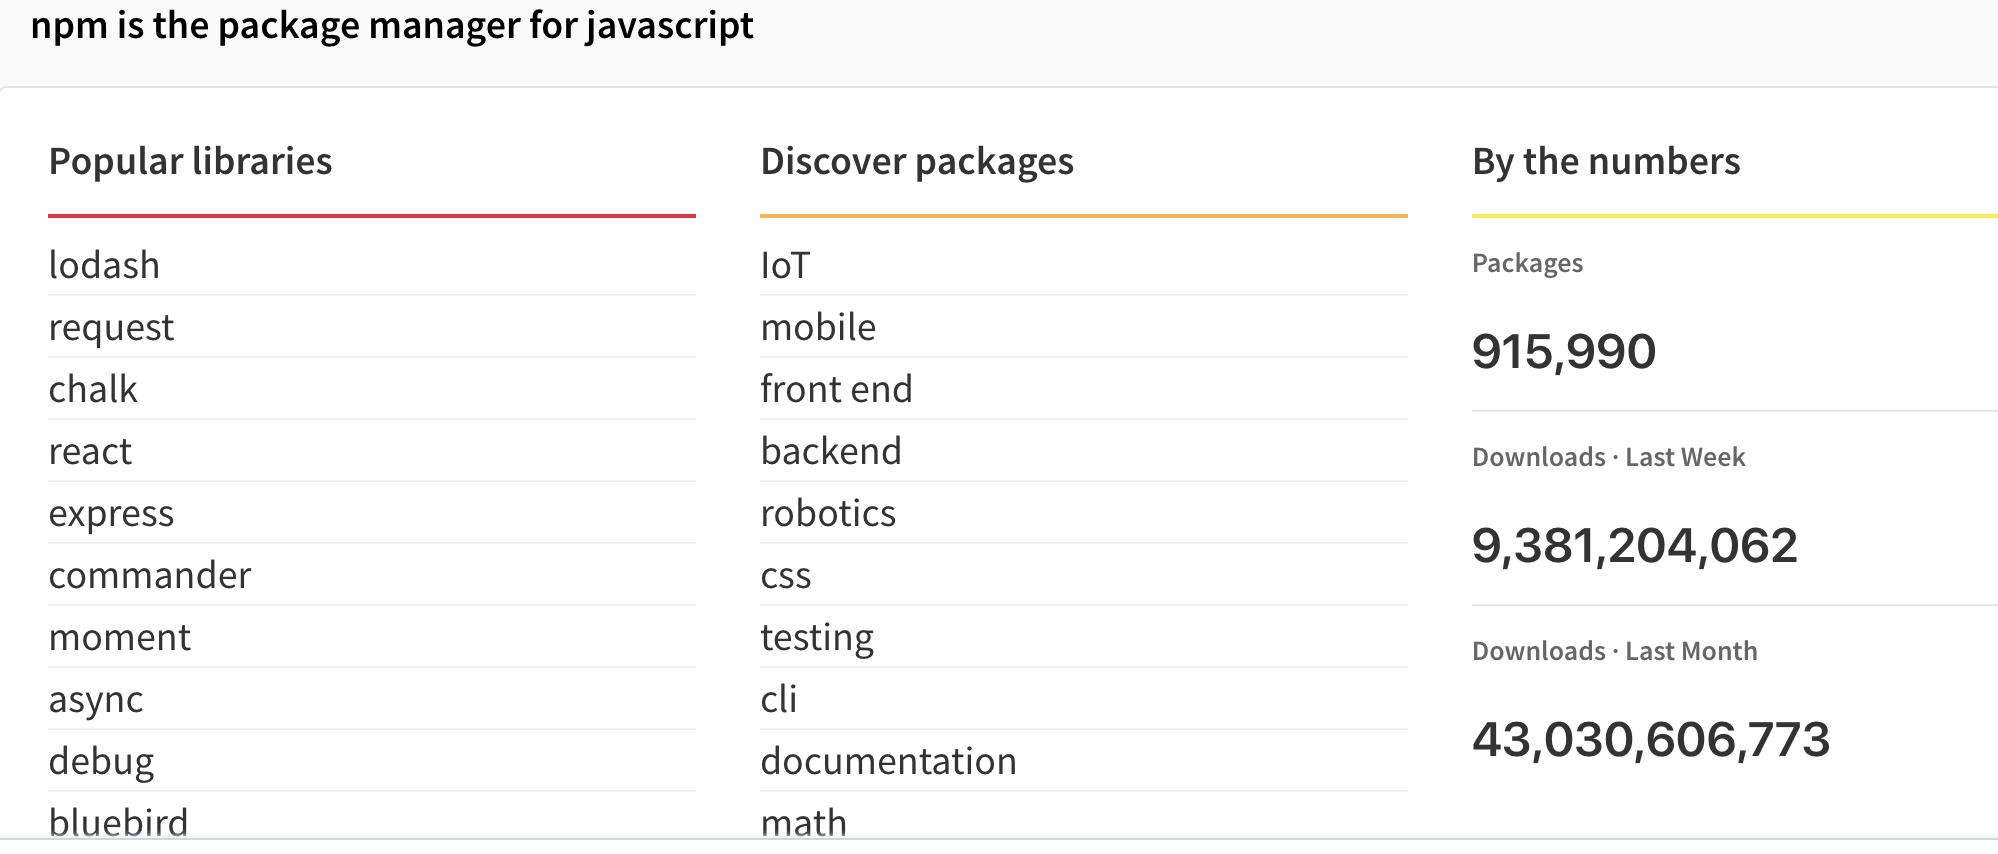 npm is the package manager for javascript
Popular libraries
lodash
request
chalk
react
express
commander
moment
async
debug
bluebird
Discover packages
IoT
mobile
front end
backend
robotics
css
testing
cli
documentation
math
By the numbers
Packages
915,990
Downloads · Last Week
9,381,204,062
Downloads · Last Month
43,030,606,773